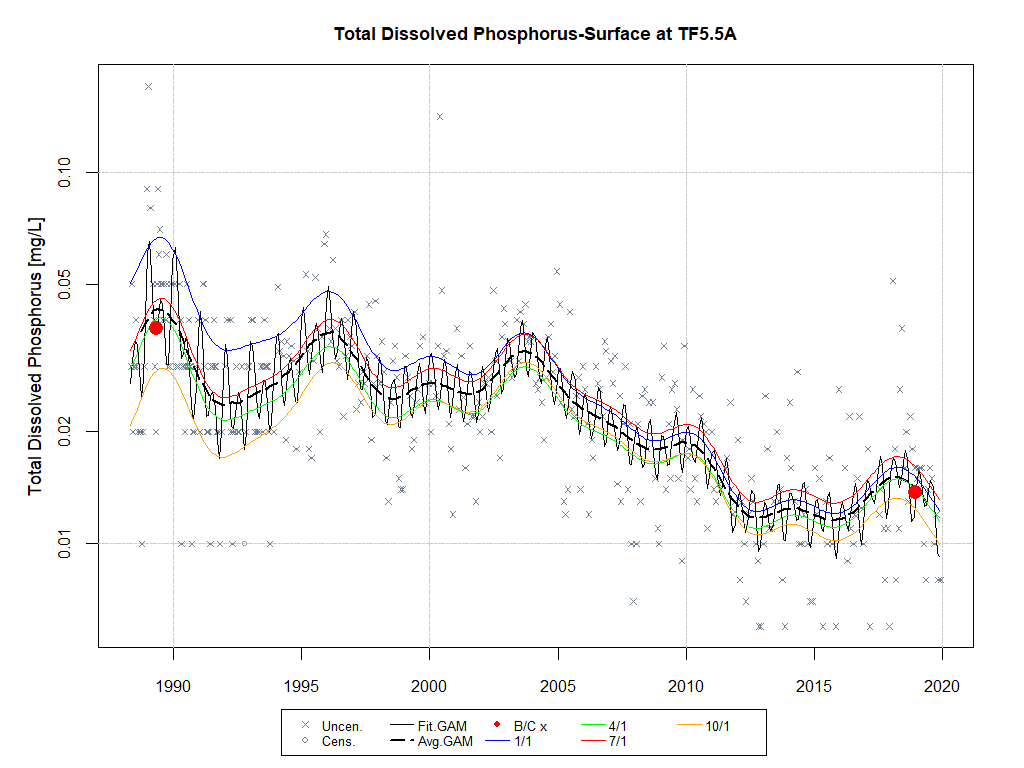 Total Dissolved Phosphorus-Surface at TF5.5A
Total Dissolved Phosphorus [mg/L]
0.10
0.05
0.02
0.01
1990 1995 2000 2005 2010 2015 2020
Uncen. Fit.GAM B/C x 4/1 10/1
Cens. Avg.GAM 1/1 7/1